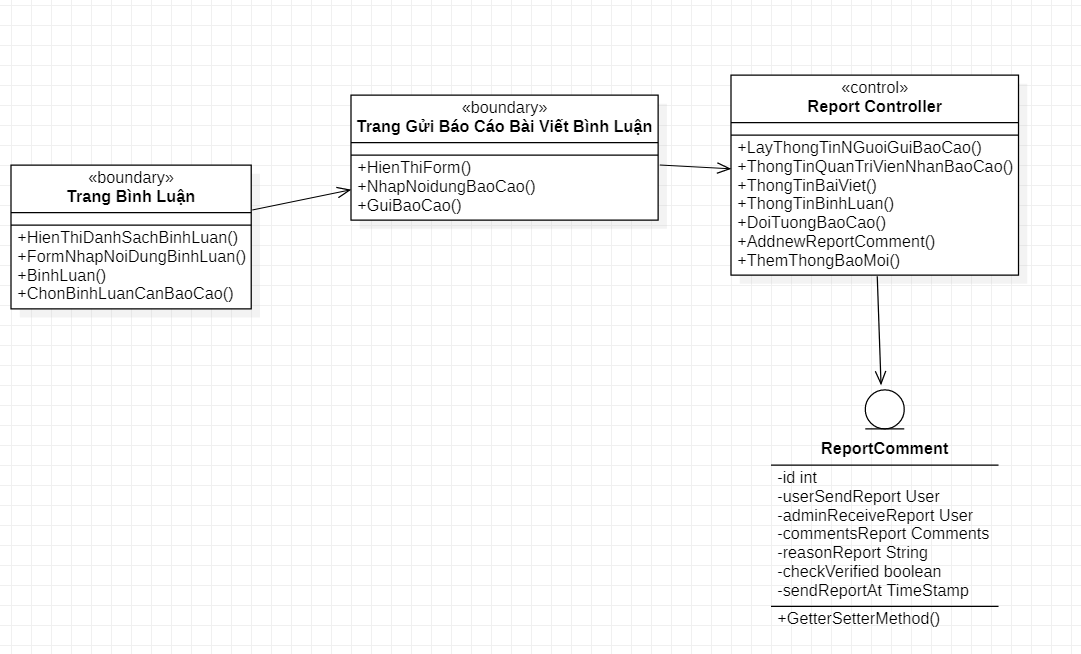 «boundary»
Trang Bình Luận
+HienThiDanhSachBinhLuan()
+FormNhapNoiDungBinhLuan()
+BinhLuan()
+ChonBinhLuanCanBaoCao()
«boundary»
Trang Gửi Báo Cáo Bài Viết Bình Luận
+HienThiForm()
+NhapNoidungBaoCao()
+GuiBaoCao()
«control»
Report Controller
+LayThongTinNGuoiGuiBaoCao()
+ThongTinQuanTriVienNhanBaoCao()
+ThongTinBaiViet()
+ThongTinBinhLuan()
+DoiTuongBaoCao()
+AddnewReportComment()
+ThemThongBaoMoi()
ReportComment
-id int
-userSendReport User
-adminReceiveReport User
-commentsReport Comments
-reasonReport String
-checkVerified boolean
-sendReportAt TimeStamp
+GetterSetterMethod()